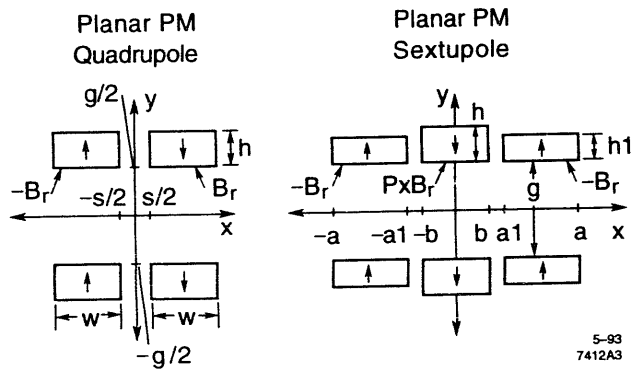 Planar PM
Quadrupole
Planar PM
Sextupole
g/2
y
h
-Br
-s/2
s/2
Br
x
w
w
-g/2
y
h
h1
-Br
PxBr
g
-Br
-a
-a1
-b
b
a1
a
x
5-93
7412A3